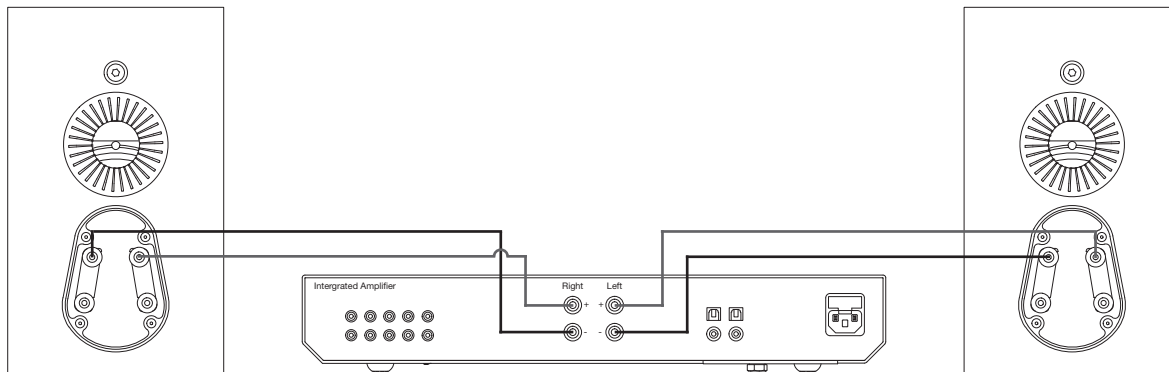 Intergrated Amplifier
Right Left
+ +
- -